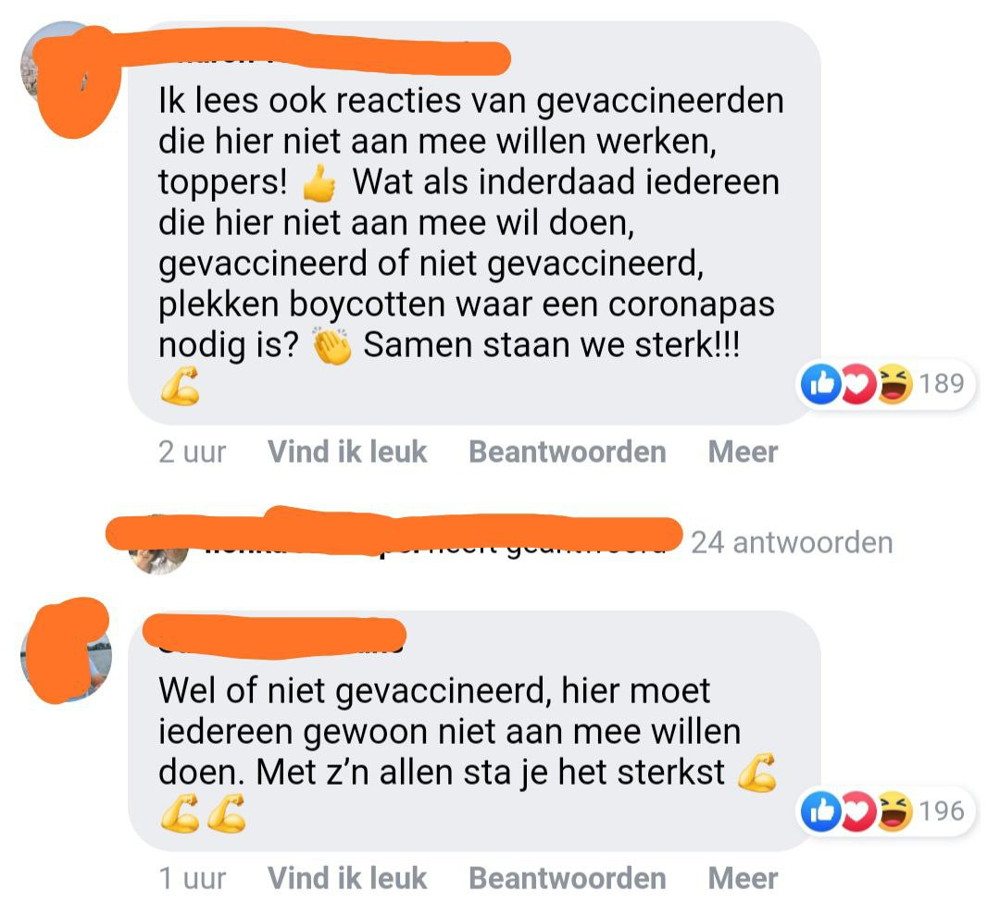 Ik lees ook reacties van gevaccineerden
die hier niet aan mee willen werken,
toppers! 👍 Wat als inderdaad iedereen
die hier niet aan mee wil doen,
gevaccineerd of niet gevaccineerd,
plekken boycotten waar een coronapas
nodig is? 👏 Samen staan we sterk!!!
💪
189
2 uur Vind ik leuk Beantwoorden Meer
24 antwoorden
Wel of niet gevaccineerd, hier moet
iedereen gewoon niet aan mee willen
doen. Met z’n allen sta je het sterkst 💪
💪💪
196
1 uur Vind ik leuk Beantwoorden Meer